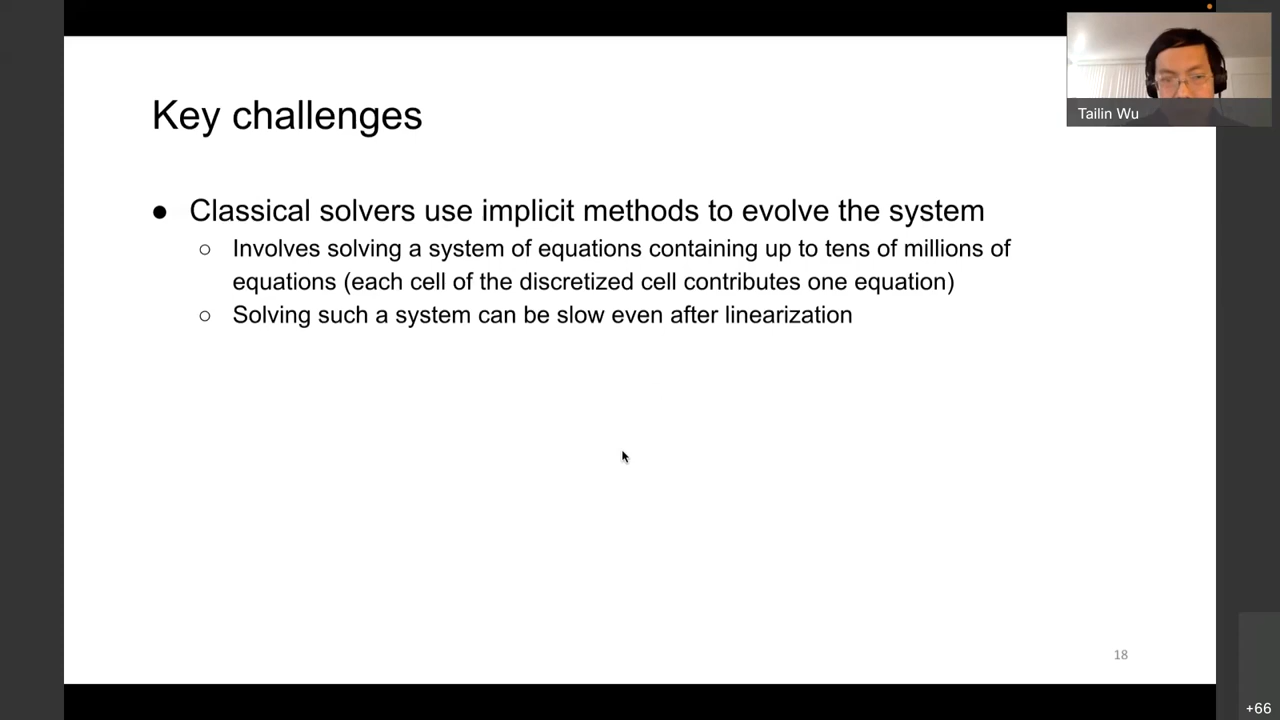 Key challenges
● Classical solvers use implicit methods to evolve the system
○ Involves solving a system of equations containing up to tens of millions of
equations (each cell of the discretized cell contributes one equation)
○ Solving such a system can be slow even after linearization
Tailin Wu
18
+66